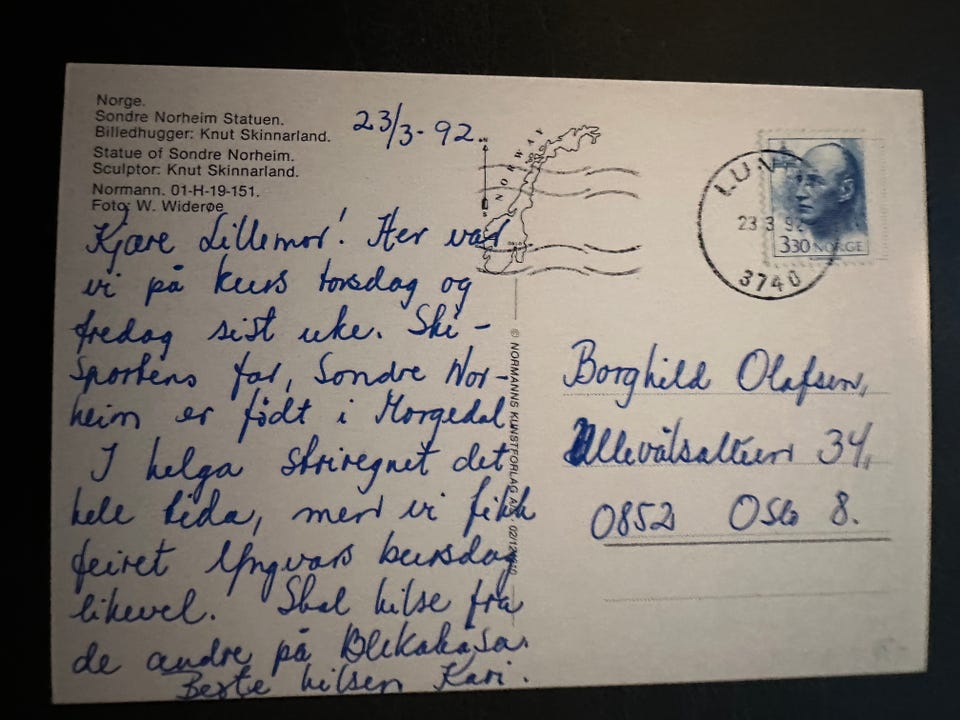 Norge.
Sondre Norheim Statuen.
Billedhugger: Knut Skinnarland.
Statue of Sondre Norheim.
Sculptor: Knut Skinnarland.
Normann. 01-H-19-151.
Foto: W. Widerøe
23/3-92.
Kjære Lillemor! Her var
vi på kurs torsdag og
fredag sist uke. Ski-
Sportens far, Sondre Nor-
heim er født i Morgedal
I helga striregnet det
hele tida, men vi fikk
feiret Yngvars bursdag
likevel. Skal hilse fra
de andre på Blekakåsa.
Beste hilsen Kari.
NORWAY
OSLO
© NORMANNS KUNSTFORLAG A/S
23 3 92
3740
3.30 NORGE
Borghild Olafsen,
Ullevålsalleen 34,
0852 Oslo 8.